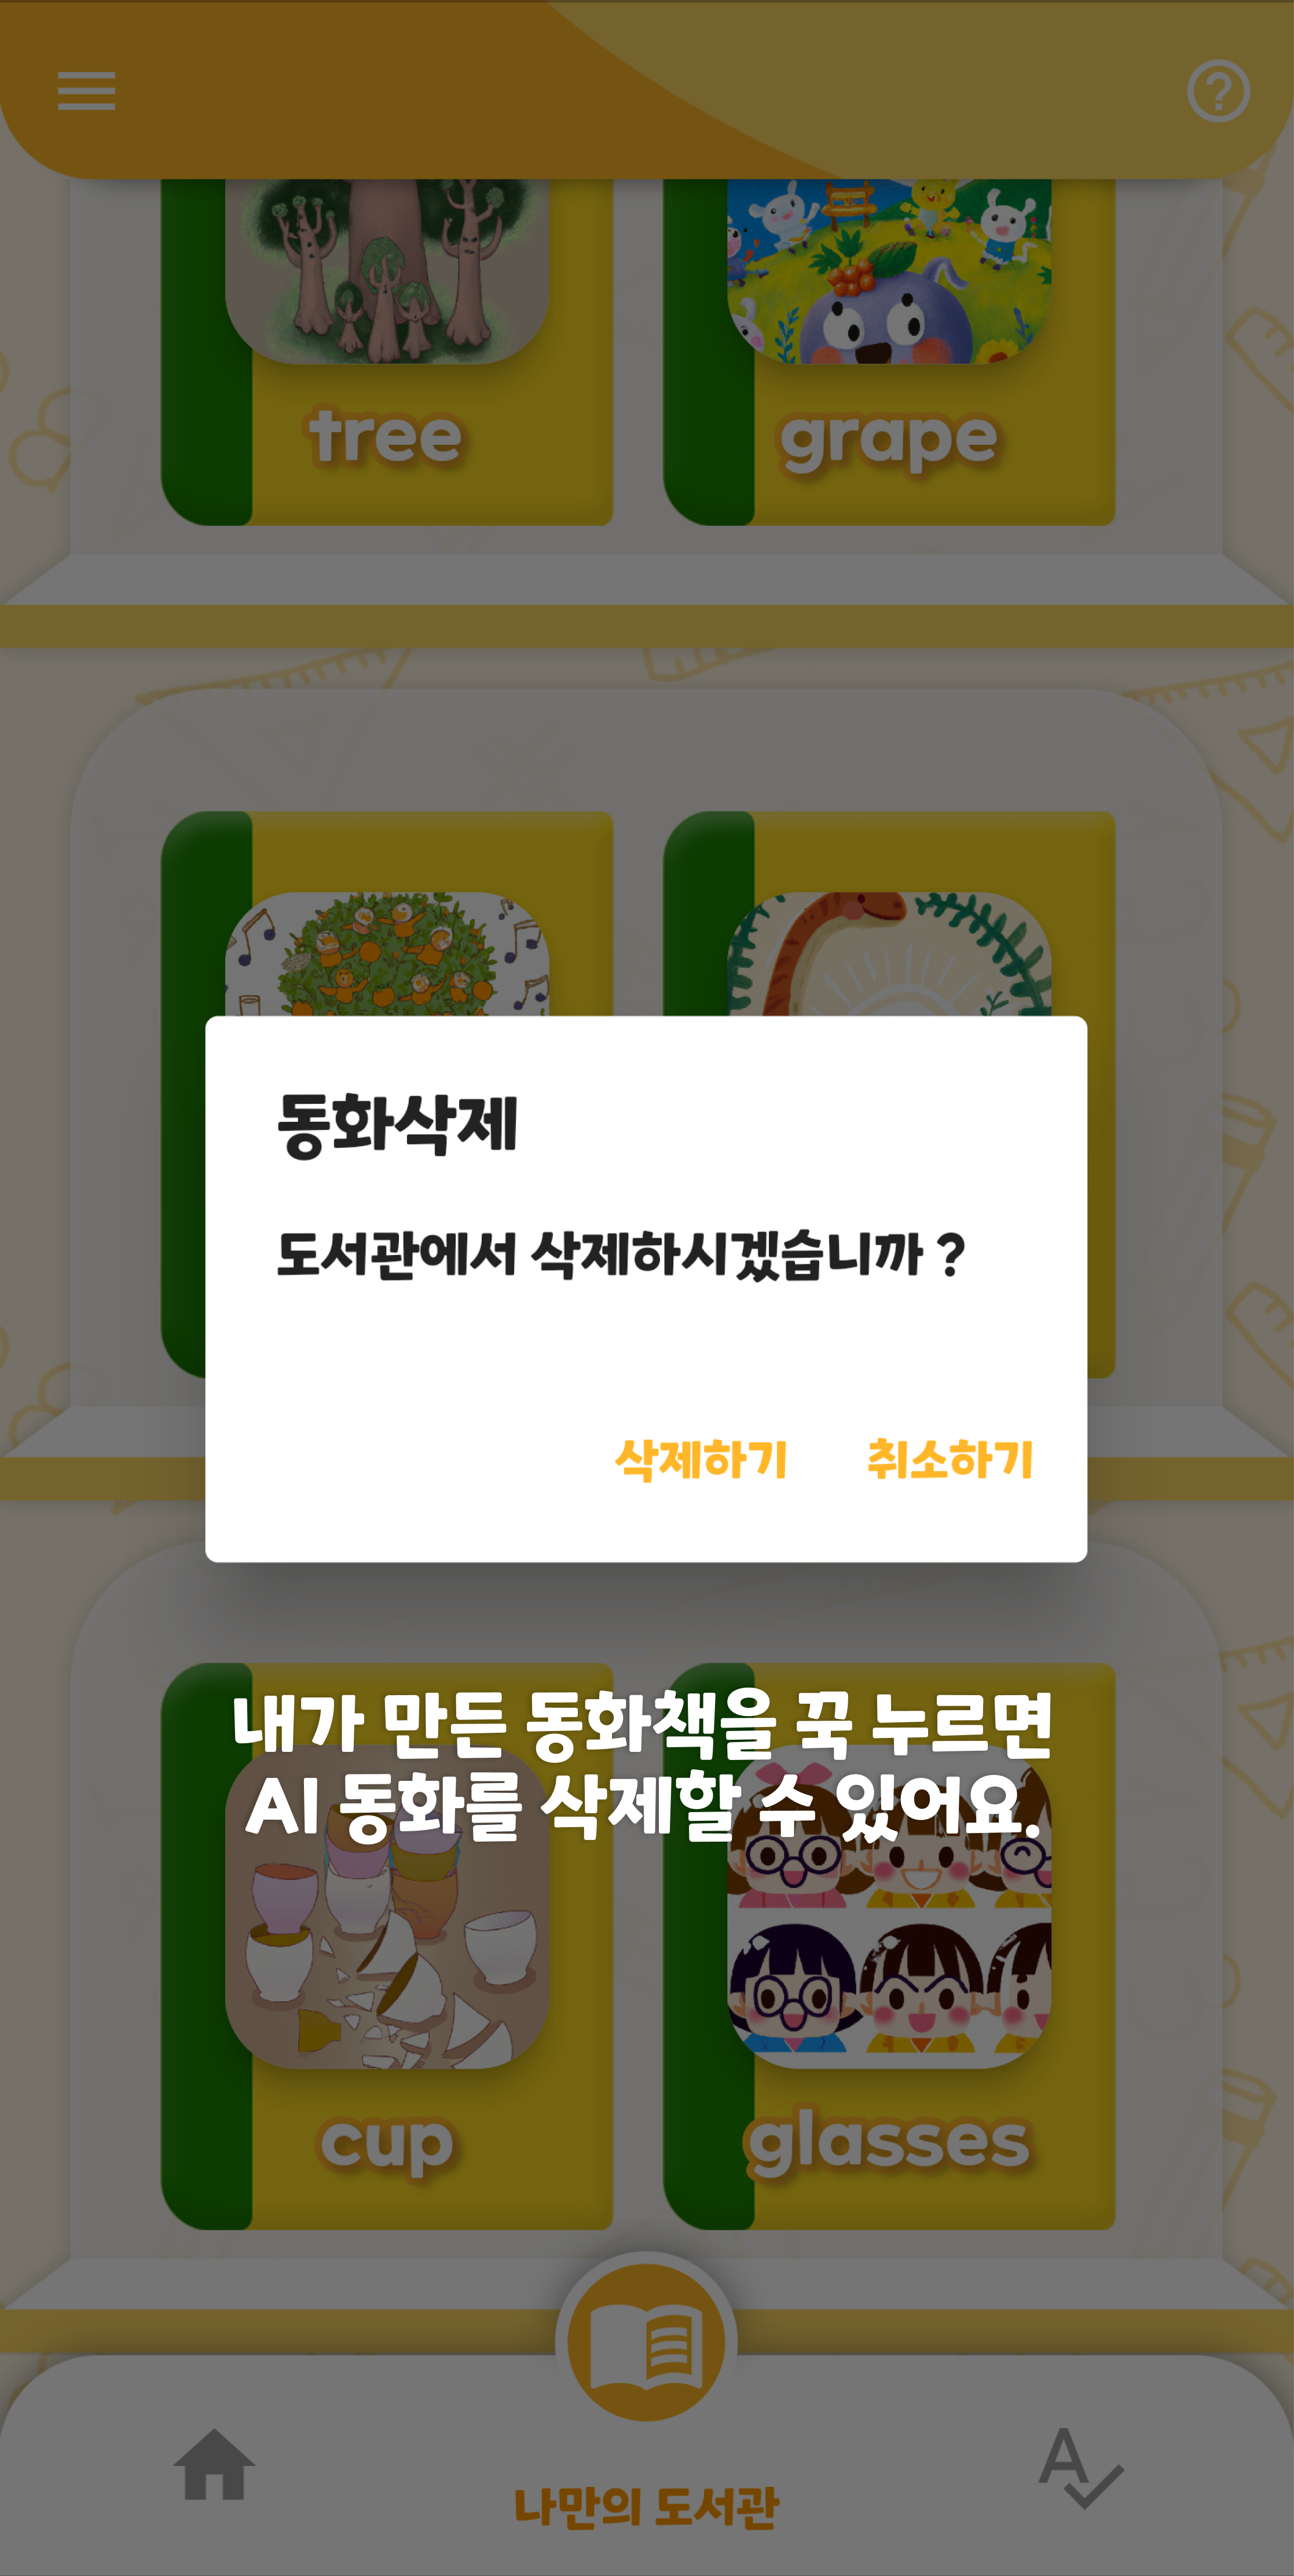 tree
grape
동화삭제
도서관에서 삭제하시겠습니까 ?
삭제하기 취소하기
내가 만든 동화책을 꾹 누르면
AI 동화를 삭제할 수 있어요.
cup
glasses
나만의 도서관